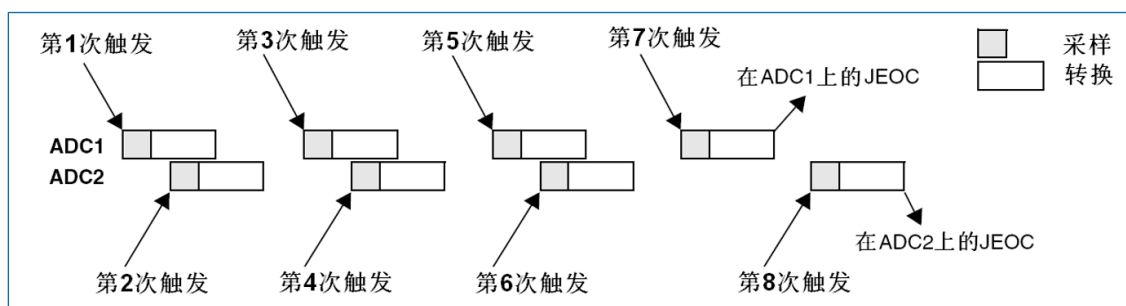 第1次触发
第3次触发
第5次触发
第7次触发
采样
转换
在ADC1上的JEOC
ADC1
ADC2
在ADC2上的JEOC
第2次触发
第4次触发
第6次触发
第8次触发